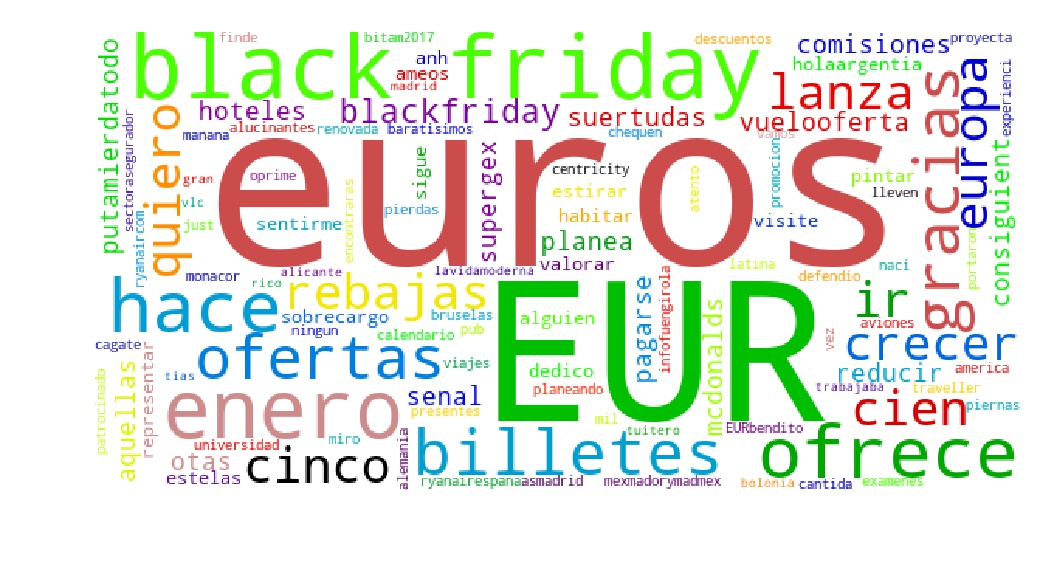 finde
bitam2017
descuentos
proyecta
black friday
anh
comisiones
holaargentia
ameos
madrid
lanza
putamierdatodo
hoteles
blackfriday
suertudas
vuelooferta
gracias
europa
experienci
quiero
sectorasegurador
manana
alucinantes
renovada
baratisimos
chequen
vamos
euros
gran
oprime
encontraras
sigue
supergex
centricity
estirar
atento
promocion
pintar
lleven
consiguient
vlc
just
sentirme
pierdas
habitar
visite
planea
ryanaircom
monacor
alicante
lavidamoderna
valorar
latina
defendio
naci
portaron
hace
rico
rebajas
EUR
sobrecargo
bruselas
ningun
calendario
pub
alguien
pagarse
infofuengirola
mcdonalds
vez
ir
aviones
crecer
cagate
ofertas
viajes
dedico
reducir
america
patrocinado
aquellas
representar
tias
enero
senal
presentes
planeando
mil
trabajaba
traveller
cien
piernas
universidad
miro
alemania
billetes
tuitero
EURbendito
ofrece
otas
estelas
cinco
ryanairespanaasmadrid
mexmadorymadmex
bolonia
cantida
examenes